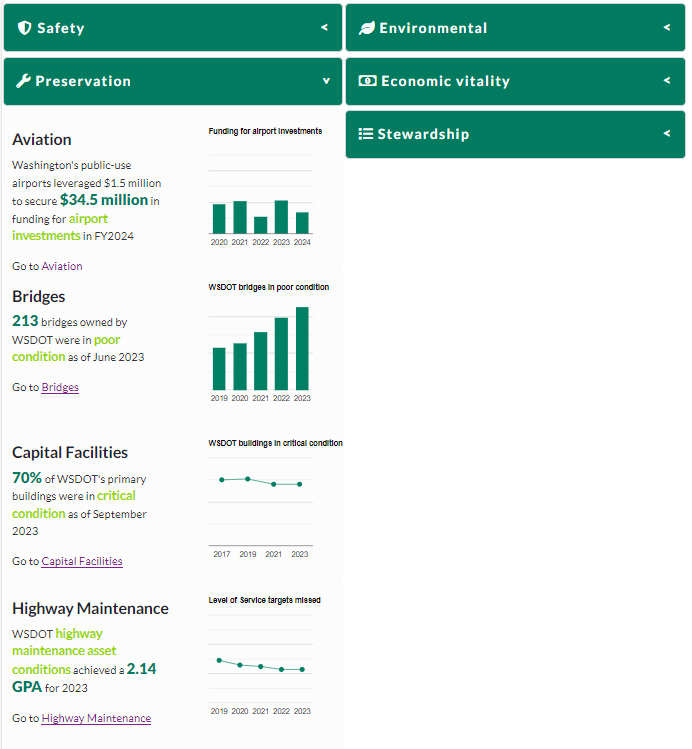 Safety <
Preservation v
Aviation
Washington's public-use
airports leveraged $1.5 million
to secure $34.5 million in
funding for airport
investments in FY2024
Go to Aviation
Funding for airport investments
2020 2021 2022 2023 2024
Bridges
213 bridges owned by
WSDOT were in poor
condition as of June 2023
Go to Bridges
WSDOT bridges in poor condition
2019 2020 2021 2022 2023
Capital Facilities
70% of WSDOT's primary
buildings were in critical
condition as of September
2023
Go to Capital Facilities
WSDOT buildings in critical condition
2017 2019 2021 2023
Highway Maintenance
WSDOT highway
maintenance asset
conditions achieved a 2.14
GPA for 2023
Go to Highway Maintenance
Level of Service targets missed
2019 2020 2021 2022 2023
Environmental <
Economic vitality <
Stewardship <